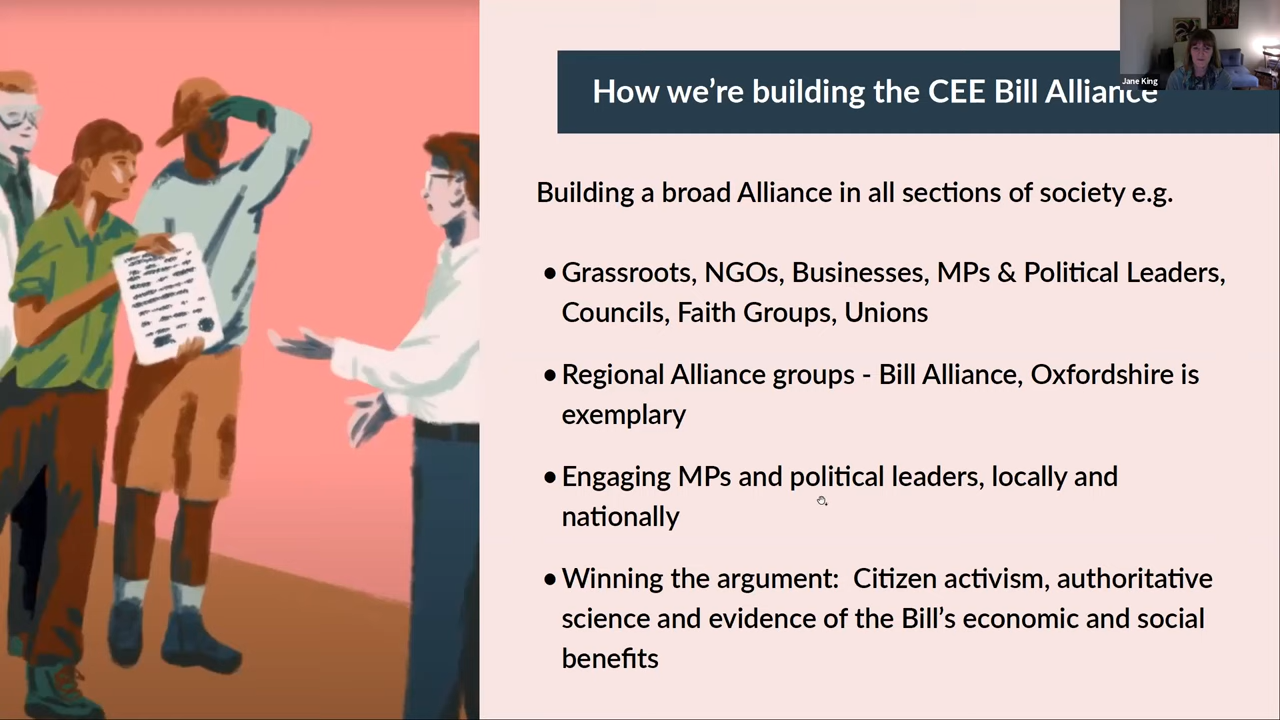 Jane King
How we're building the CEE Bill Alliance
Building a broad Alliance in all sections of society e.g.
• Grassroots, NGOs, Businesses, MPs & Political Leaders,
Councils, Faith Groups, Unions
• Regional Alliance groups - Bill Alliance, Oxfordshire is
exemplary
• Engaging MPs and political leaders, locally and
nationally
• Winning the argument:  Citizen activism, authoritative
science and evidence of the Bill’s economic and social
benefits